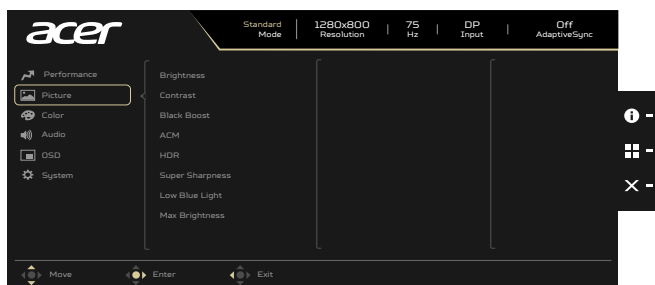 acer
Standard Mode
1280x800 Resolution
75 Hz
DP Input
Off AdaptiveSync
Performance
Picture
Color
Audio
OSD
System
Brightness
Contrast
Black Boost
ACM
HDR
Super Sharpness
Low Blue Light
Max Brightness
Move
Enter
Exit